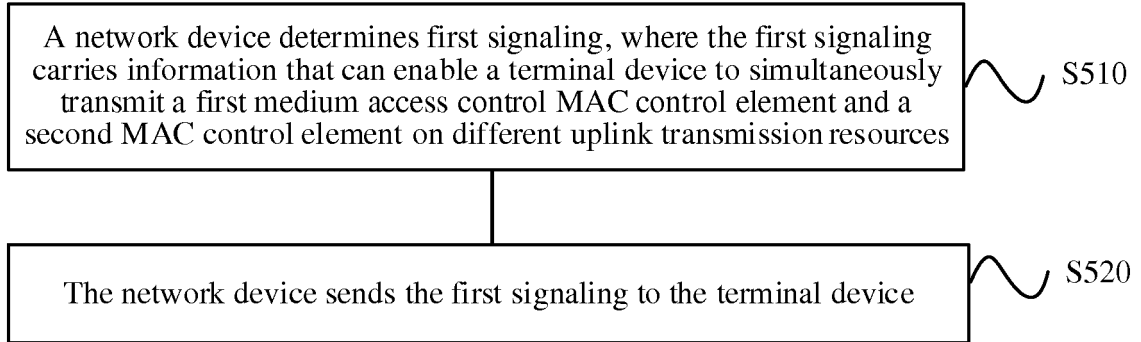 A network device determines first signaling, where the first signaling
carries information that can enable a terminal device to simultaneously
transmit a first medium access control MAC control element and a
second MAC control element on different uplink transmission resources
S510
The network device sends the first signaling to the terminal device
S520